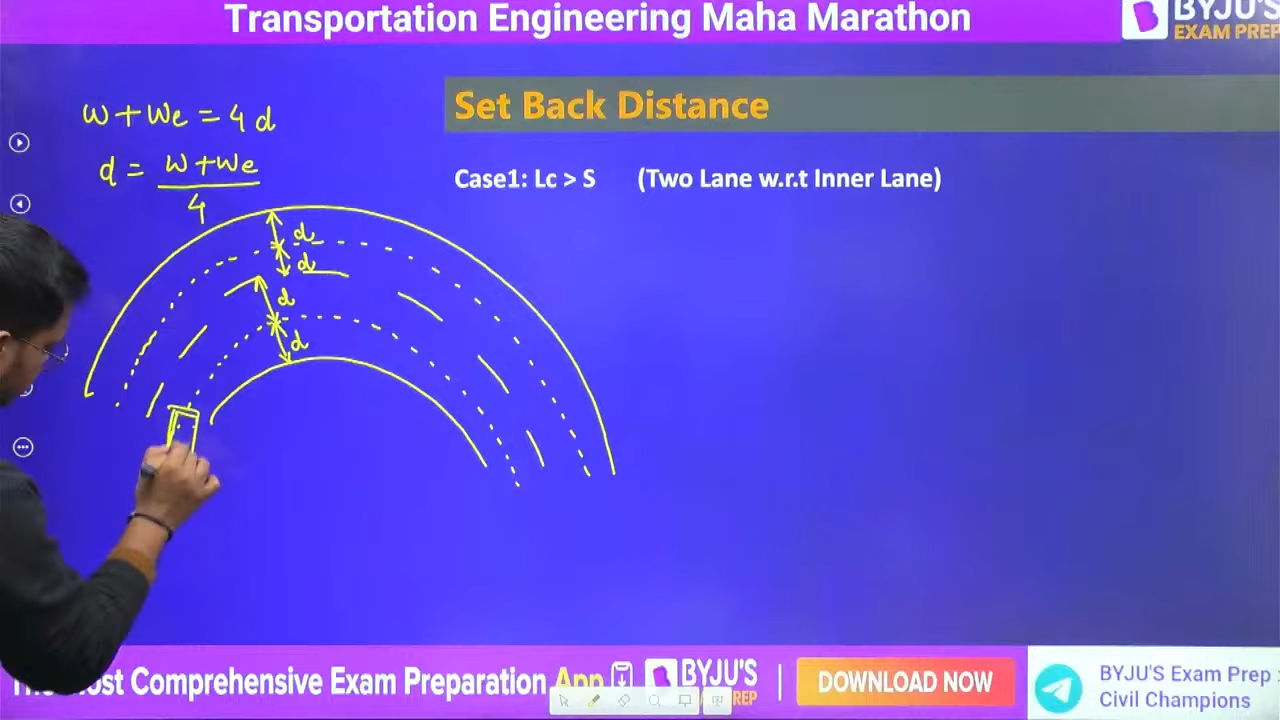 Transportation Engineering Maha Marathon
BYJU'S
EXAM PREP
Set Back Distance
w + we = 4 d
d = w + we
4
Case1: Lc > S (Two Lane w.r.t Inner Lane)
d
d
d
d
Most Comprehensive Exam Preparation App
BYJU'S
DOWNLOAD NOW
BYJU'S Exam Prep :
Civil Champions